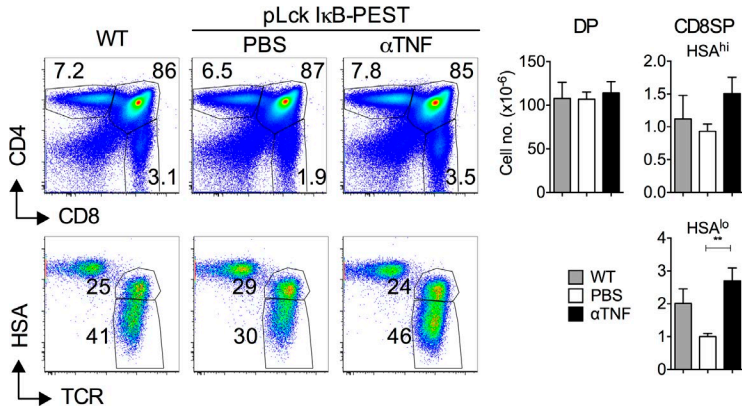 pLck IκB-PEST
WT
PBS
αTNF
7.2
86
3.1
6.5
87
1.9
7.8
85
3.5
CD4
CD8
25
41
29
30
24
46
HSA
TCR
DP
Cell no. (x10⁻⁶)
150
100
50
0
CD8SP
HSAʰⁱ
2.0
1.5
1.0
0.5
0.0
HSAˡᵒ
4
3
2
1
0
**
WT
PBS
αTNF